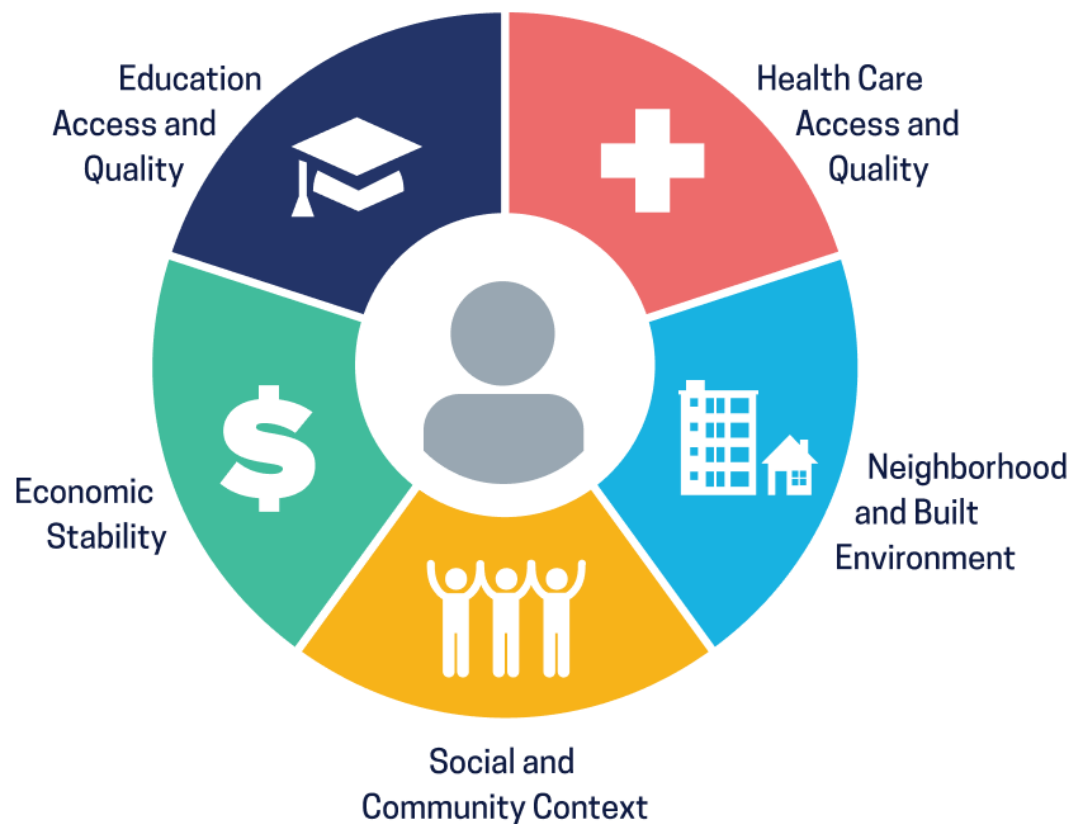 Education
Access and
Quality
Health Care
Access and
Quality
Economic
Stability
Neighborhood
and Built
Environment
Social and
Community Context